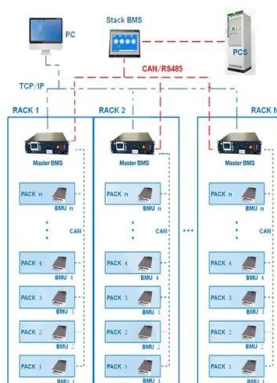 PC
Stack BMS
PCS
CAN/RS485
TCP/IP
RACK 1
RACK 2
RACK N
Master BMS
Master BMS
Master BMS
PACK n
BMU n
CAN
PACK 4
BMU 4
PACK 3
BMU 3
PACK 2
BMU 2
PACK 1
BMU 1
PACK n
BMU n
CAN
PACK 4
BMU 4
PACK 3
BMU 3
PACK 2
BMU 2
PACK 1
BMU 1
PACK n
BMU n
CAN
PACK 4
BMU 4
PACK 3
BMU 3
PACK 2
BMU 2
PACK 1
BMU 1